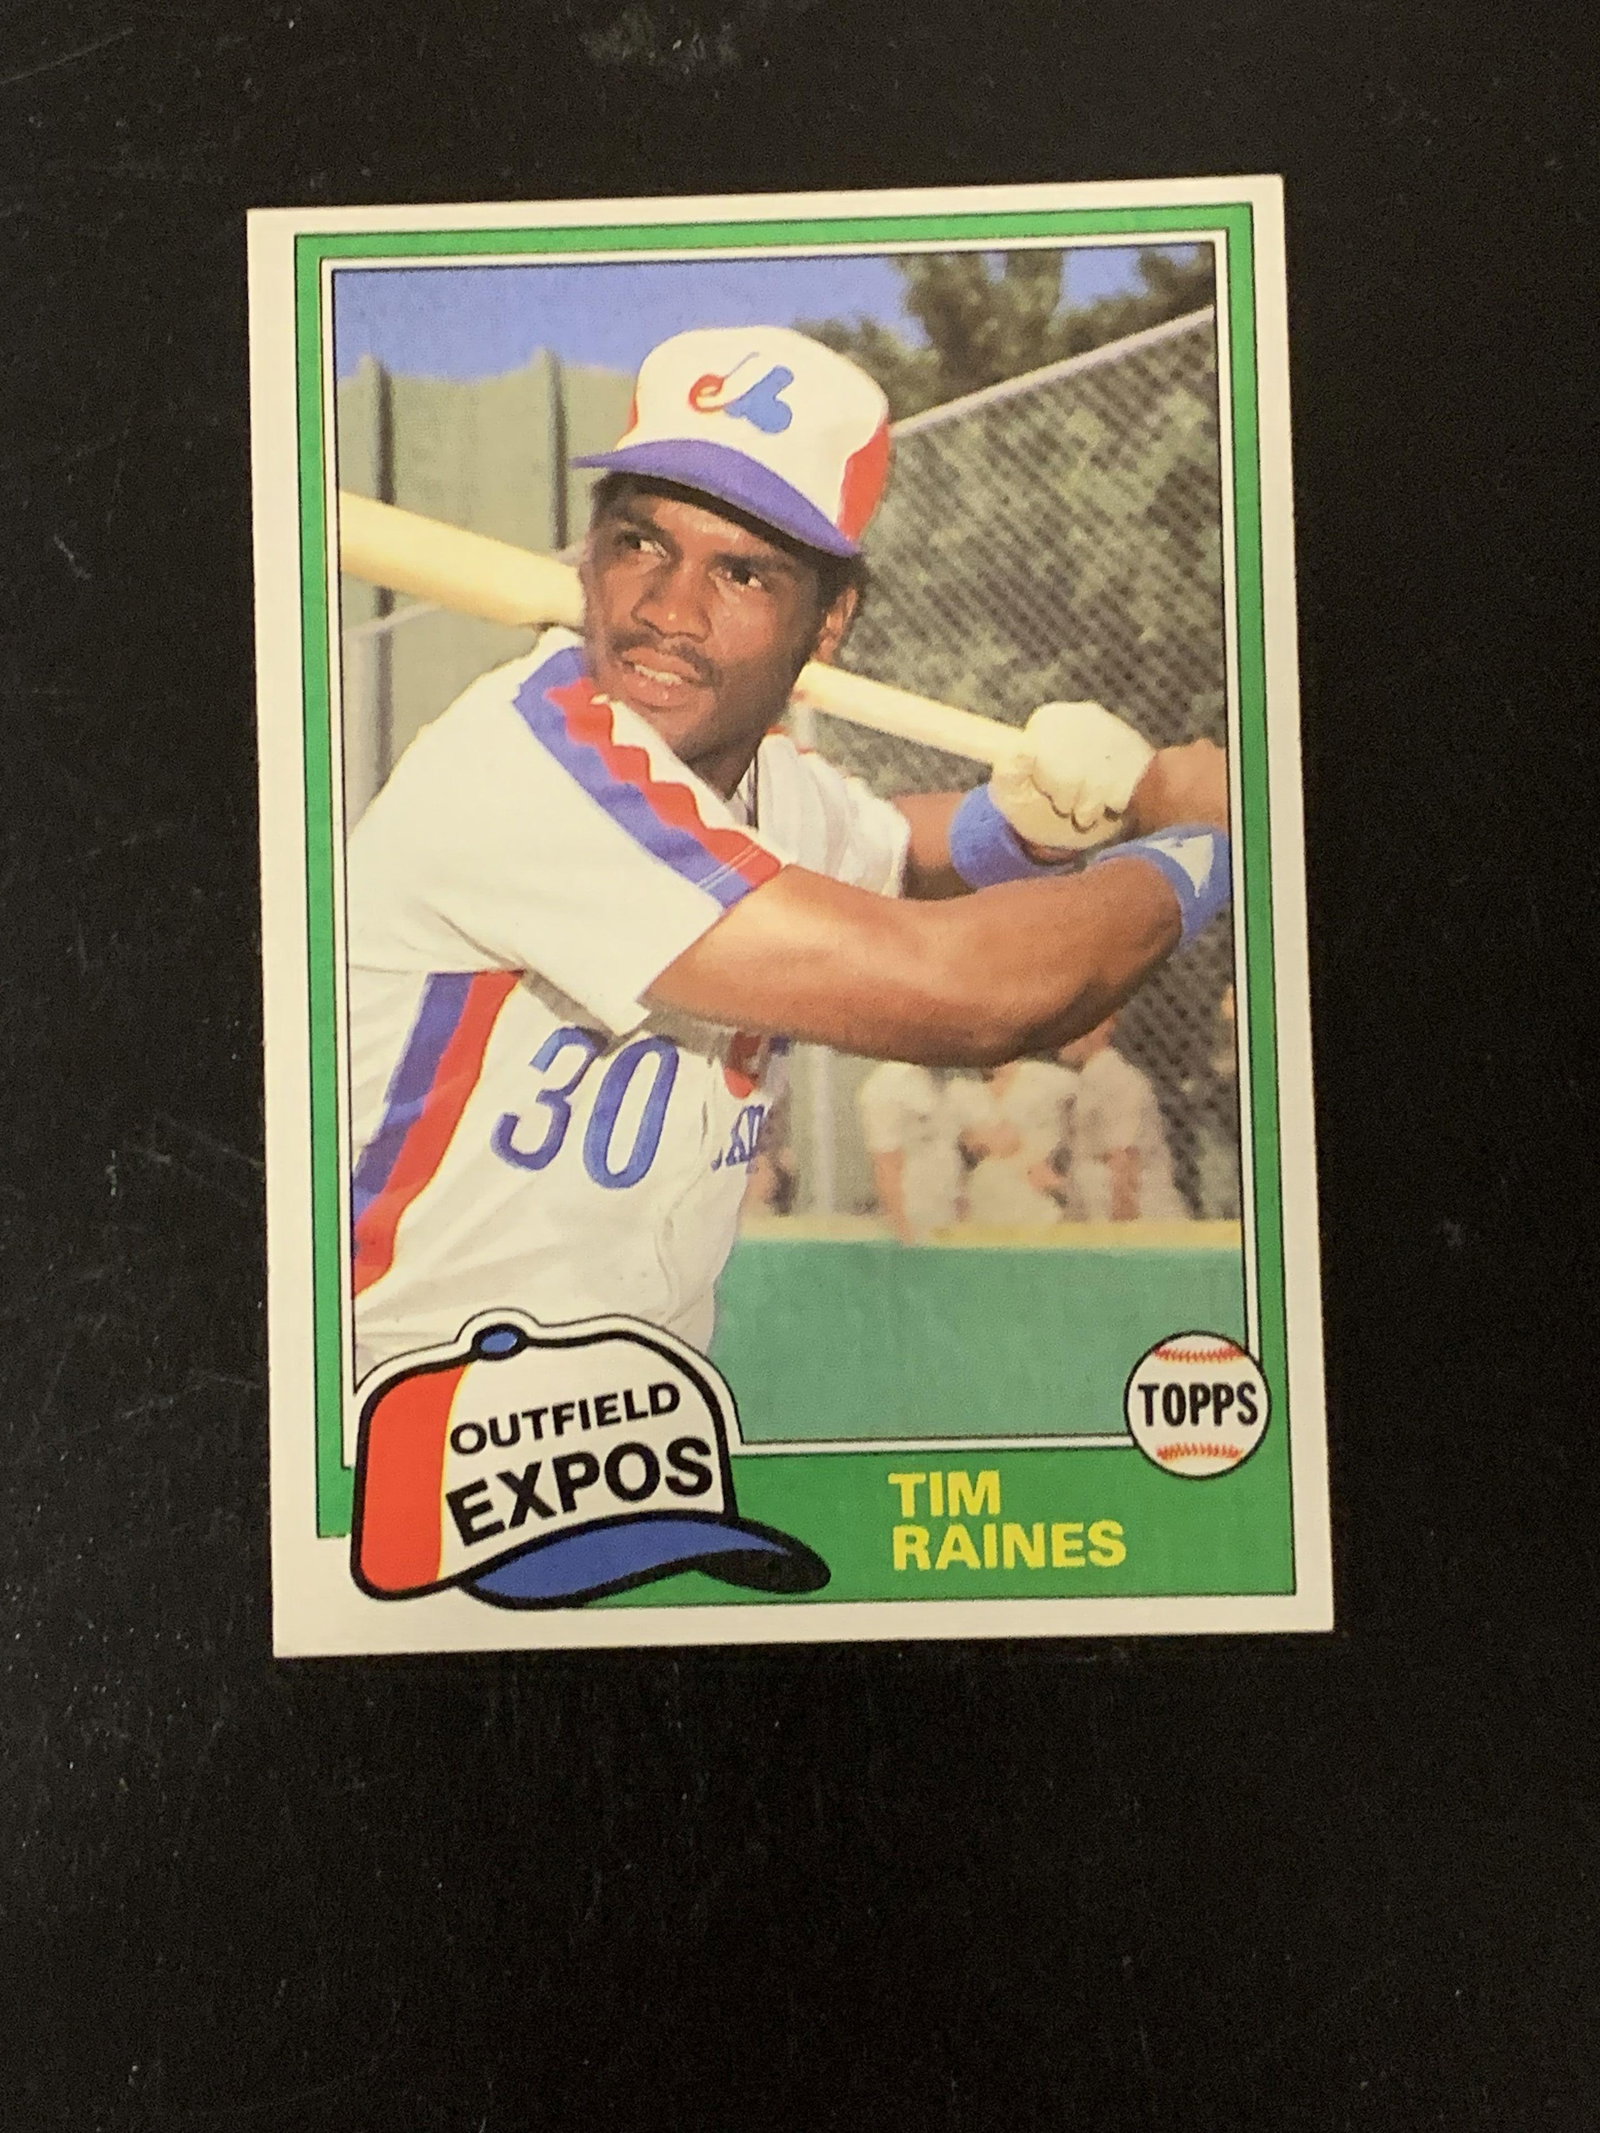 30
TOPPS
OUTFIELD
EXPOS
TIM
RAINES